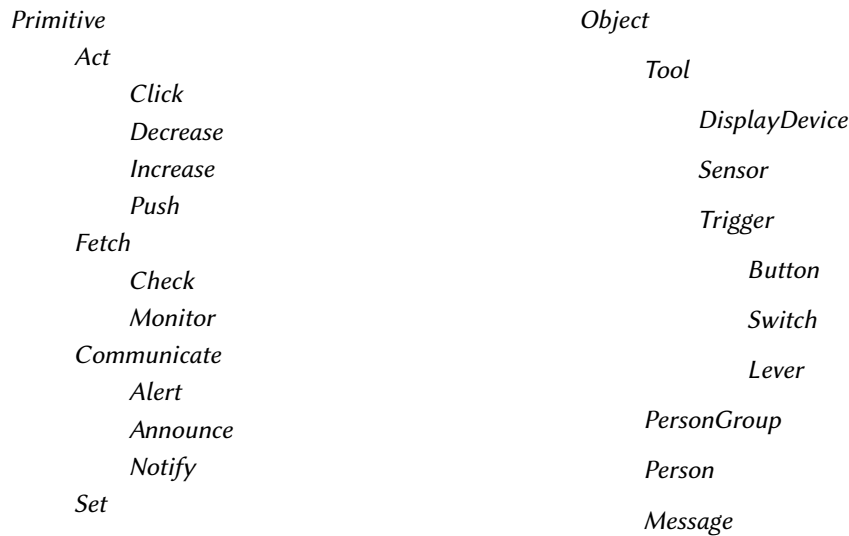 Primitive
Act
Click
Decrease
Increase
Push
Fetch
Check
Monitor
Communicate
Alert
Announce
Notify
Set
Object
Tool
DisplayDevice
Sensor
Trigger
Button
Switch
Lever
PersonGroup
Person
Message